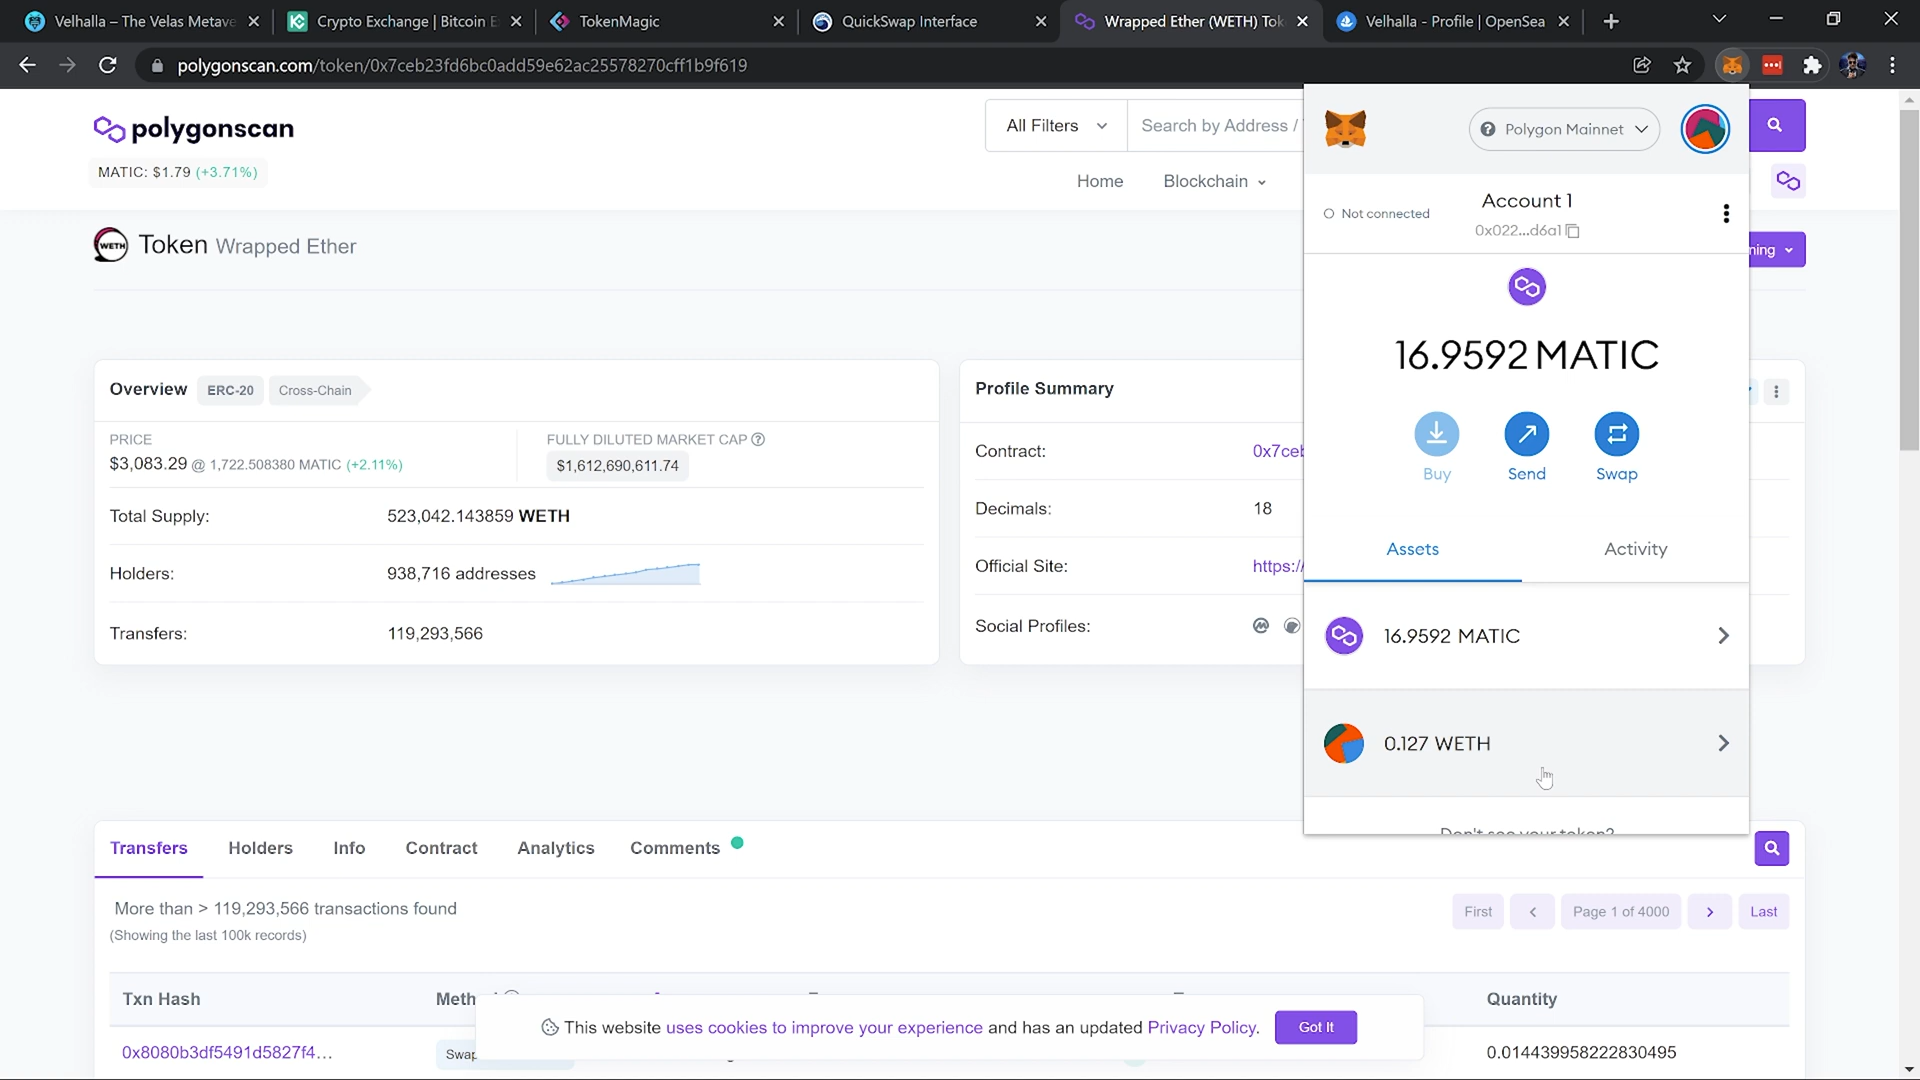 Velhalla – The Velas Metave
Crypto Exchange | Bitcoin E
TokenMagic
QuickSwap Interface
Wrapped Ether (WETH) Tok
Velhalla - Profile | OpenSea
polygonscan.com/token/0x7ceb23fd6bc0add59e62ac25578270cff1b9f619
polygonscan
All Filters
Search by Address /
MATIC: $1.79 (+3.71%)
Home
Blockchain
Polygon Mainnet
Not connected
Account 1
0x022...d6a1
WETH
Token Wrapped Ether
ning
16.9592 MATIC
Buy
Send
Swap
Assets
Activity
16.9592 MATIC
0.127 WETH
Don't see your token?
Overview
ERC-20
Cross-Chain
PRICE
$3,083.29 @ 1,722.508380 MATIC (+2.11%)
FULLY DILUTED MARKET CAP
$1,612,690,611.74
Total Supply:
523,042.143859 WETH
Holders:
938,716 addresses
Transfers:
119,293,566
Profile Summary
Contract:
0x7ceb
Decimals:
18
Official Site:
https://
Social Profiles:
Transfers
Holders
Info
Contract
Analytics
Comments
More than > 119,293,566 transactions found
(Showing the last 100k records)
First
Page 1 of 4000
Last
Txn Hash
Meth
Quantity
This website uses cookies to improve your experience and has an updated Privacy Policy.
Got It
0x8080b3df5491d5827f4...
Swap
0.014439958222830495